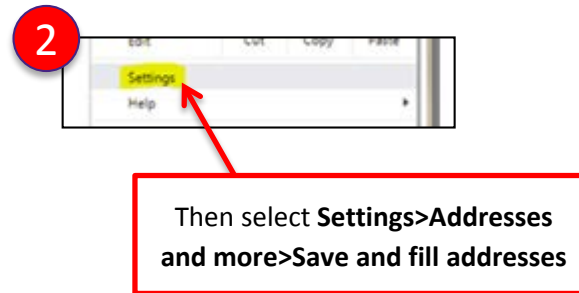 2
Edit Cut Copy Paste
Settings
Help
Then select Settings>Addresses
and more>Save and fill addresses